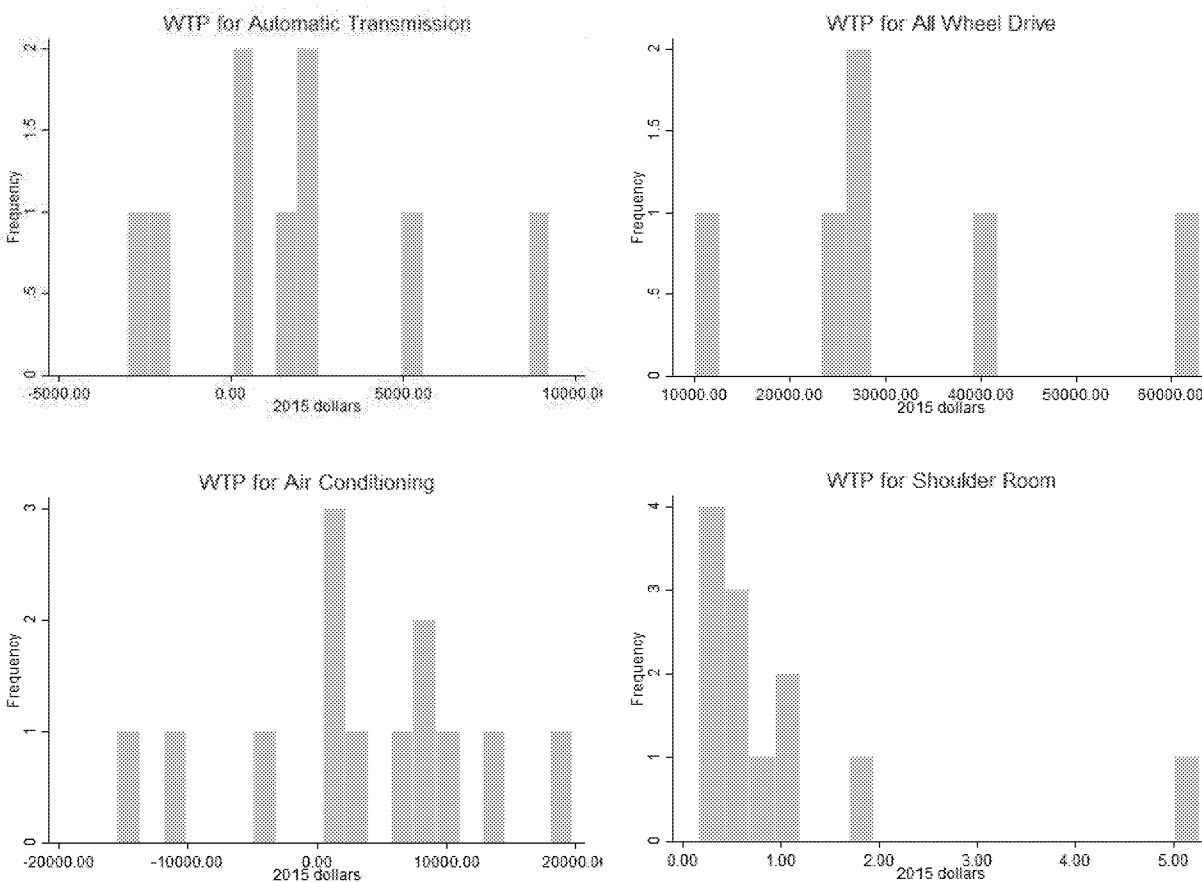 WTP for Automatic Transmission
Frequency
2
1.5
1
.5
0
-5000.00 0.00 5000.00 10000.0
2015 dollars
WTP for All Wheel Drive
Frequency
2
1.5
1
.5
0
10000.00 20000.00 30000.00 40000.00 50000.00 60000.00
2015 dollars
WTP for Air Conditioning
Frequency
3
2
1
0
-20000.00 -10000.00 0.00 10000.00 20000.0
2015 dollars
WTP for Shoulder Room
Frequency
4
3
2
1
0
0.00 1.00 2.00 3.00 4.00 5.00
2015 dollars